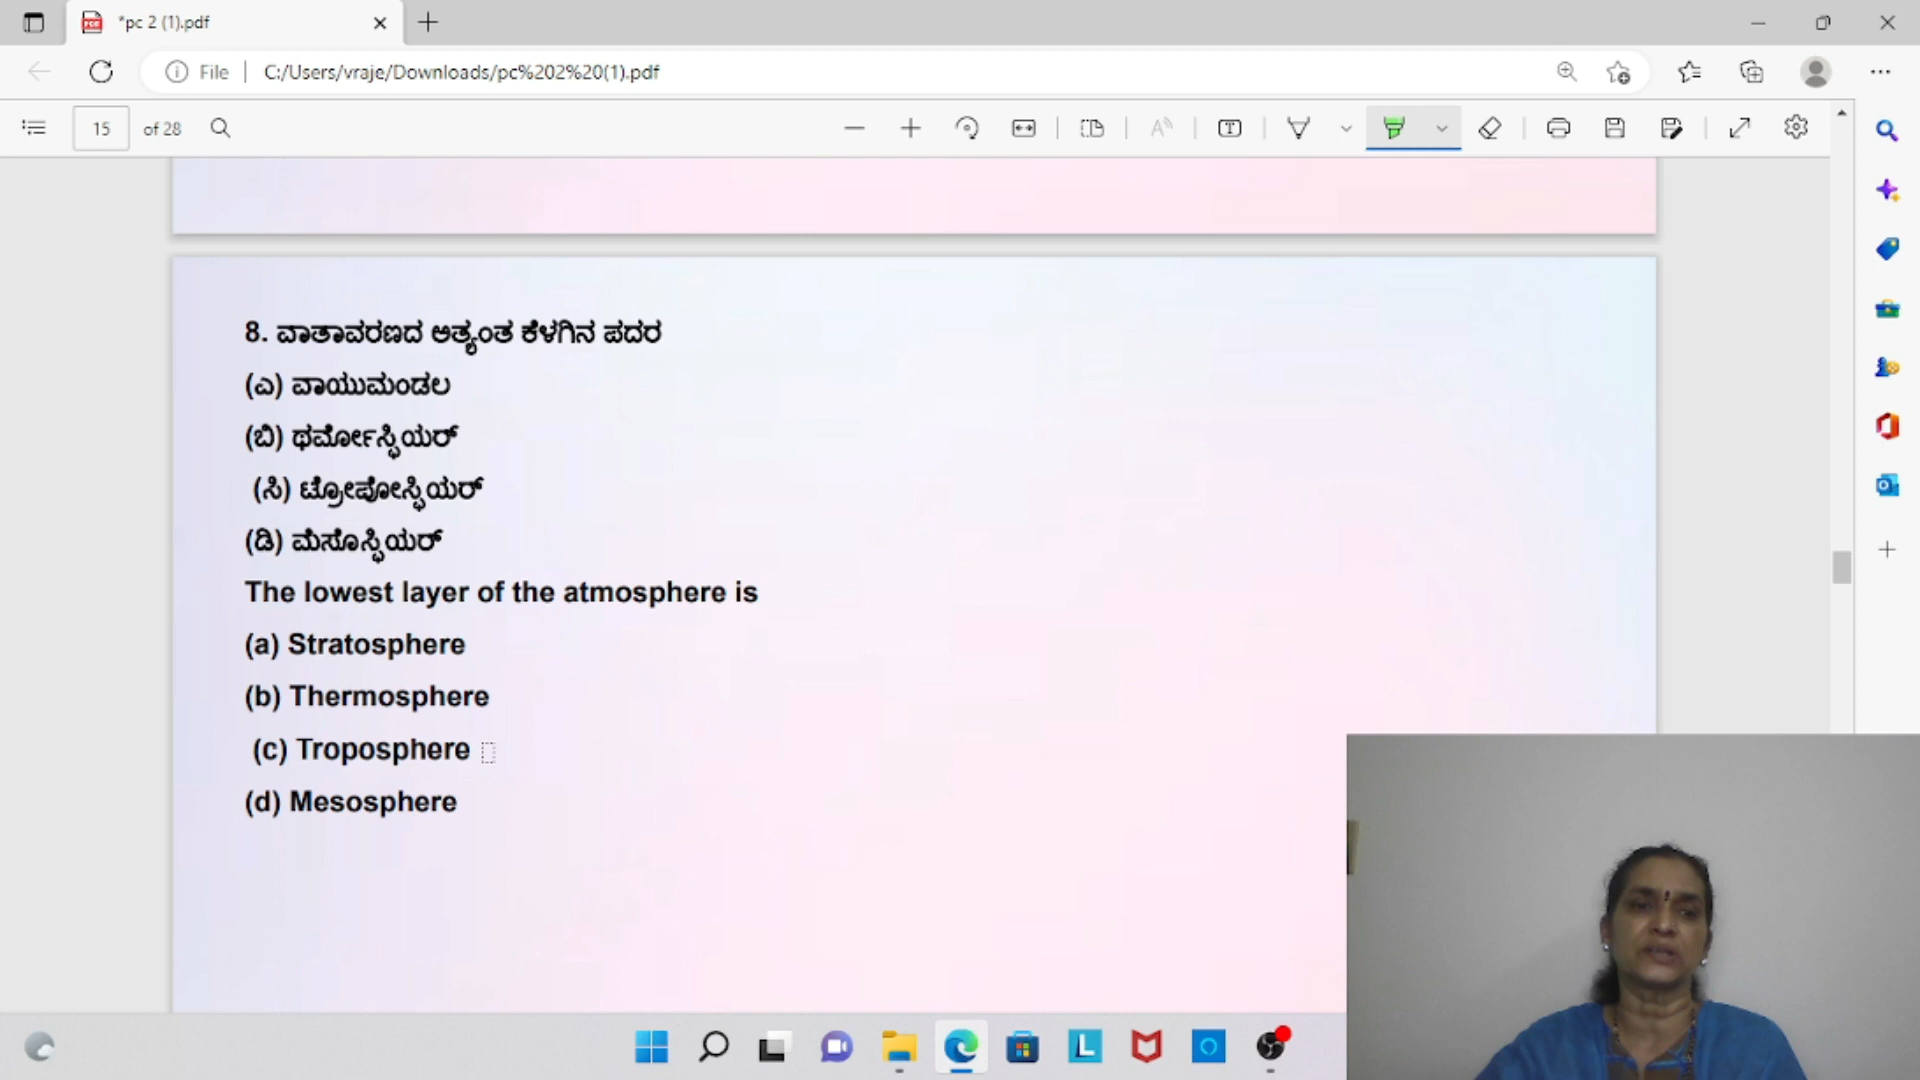 *pc 2 (1).pdf
File
C:/Users/vraje/Downloads/pc%202%20(1).pdf
15 of 28
8. ವಾತಾವರಣದ ಅತ್ಯಂತ ಕೆಳಗಿನ ಪದರ
(ಎ) ವಾಯುಮಂಡಲ
(ಬಿ) ಥರ್ಮೋಸ್ಫಿಯರ್
(ಸಿ) ಟ್ರೋಪೋಸ್ಫಿಯರ್
(ಡಿ) ಮೆಸೊಸ್ಫಿಯರ್
The lowest layer of the atmosphere is
(a) Stratosphere
(b) Thermosphere
(c) Troposphere
(d) Mesosphere